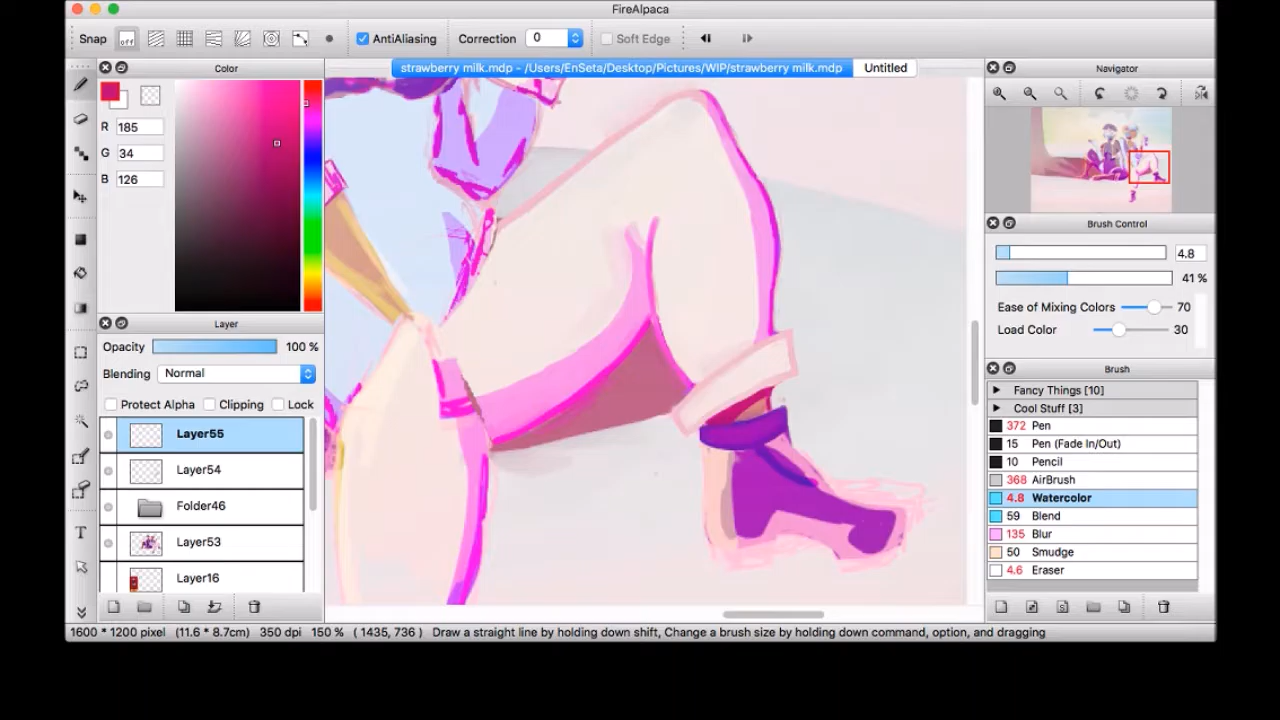 FireAlpaca
Snap off AntiAliasing Correction 0 Soft Edge
Color
strawberry milk.mdp - /Users/EnSeta/Desktop/Pictures/WIP/strawberry milk.mdp Untitled
Navigator
R 185
G 34
B 126
Brush Control
4.8
41 %
Ease of Mixing Colors 70
Load Color 30
Layer
Opacity 100 %
Blending Normal
Protect Alpha Clipping Lock
Layer55
Layer54
Folder46
Layer53
Layer16
Brush
Fancy Things [10]
Cool Stuff [3]
372 Pen
15 Pen (Fade In/Out)
10 Pencil
368 AirBrush
4.8 Watercolor
59 Blend
135 Blur
50 Smudge
4.6 Eraser
T
1600 * 1200 pixel (11.6 * 8.7cm) 350 dpi 150 % ( 1435, 736 ) Draw a straight line by holding down shift, Change a brush size by holding down command, option, and dragging